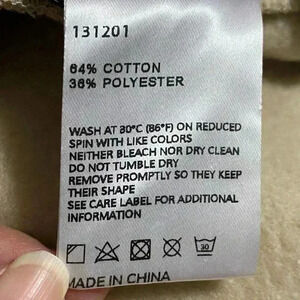 131201
64% COTTON
36% POLYESTER
WASH AT 30°C (86°F) ON REDUCED
SPIN WITH LIKE COLORS
NEITHER BLEACH NOR DRY CLEAN
DO NOT TUMBLE DRY
REMOVE PROMPTLY SO THEY KEEP
THEIR SHAPE
SEE CARE LABEL FOR ADDITIONAL
INFORMATION
30
MADE IN CHINA